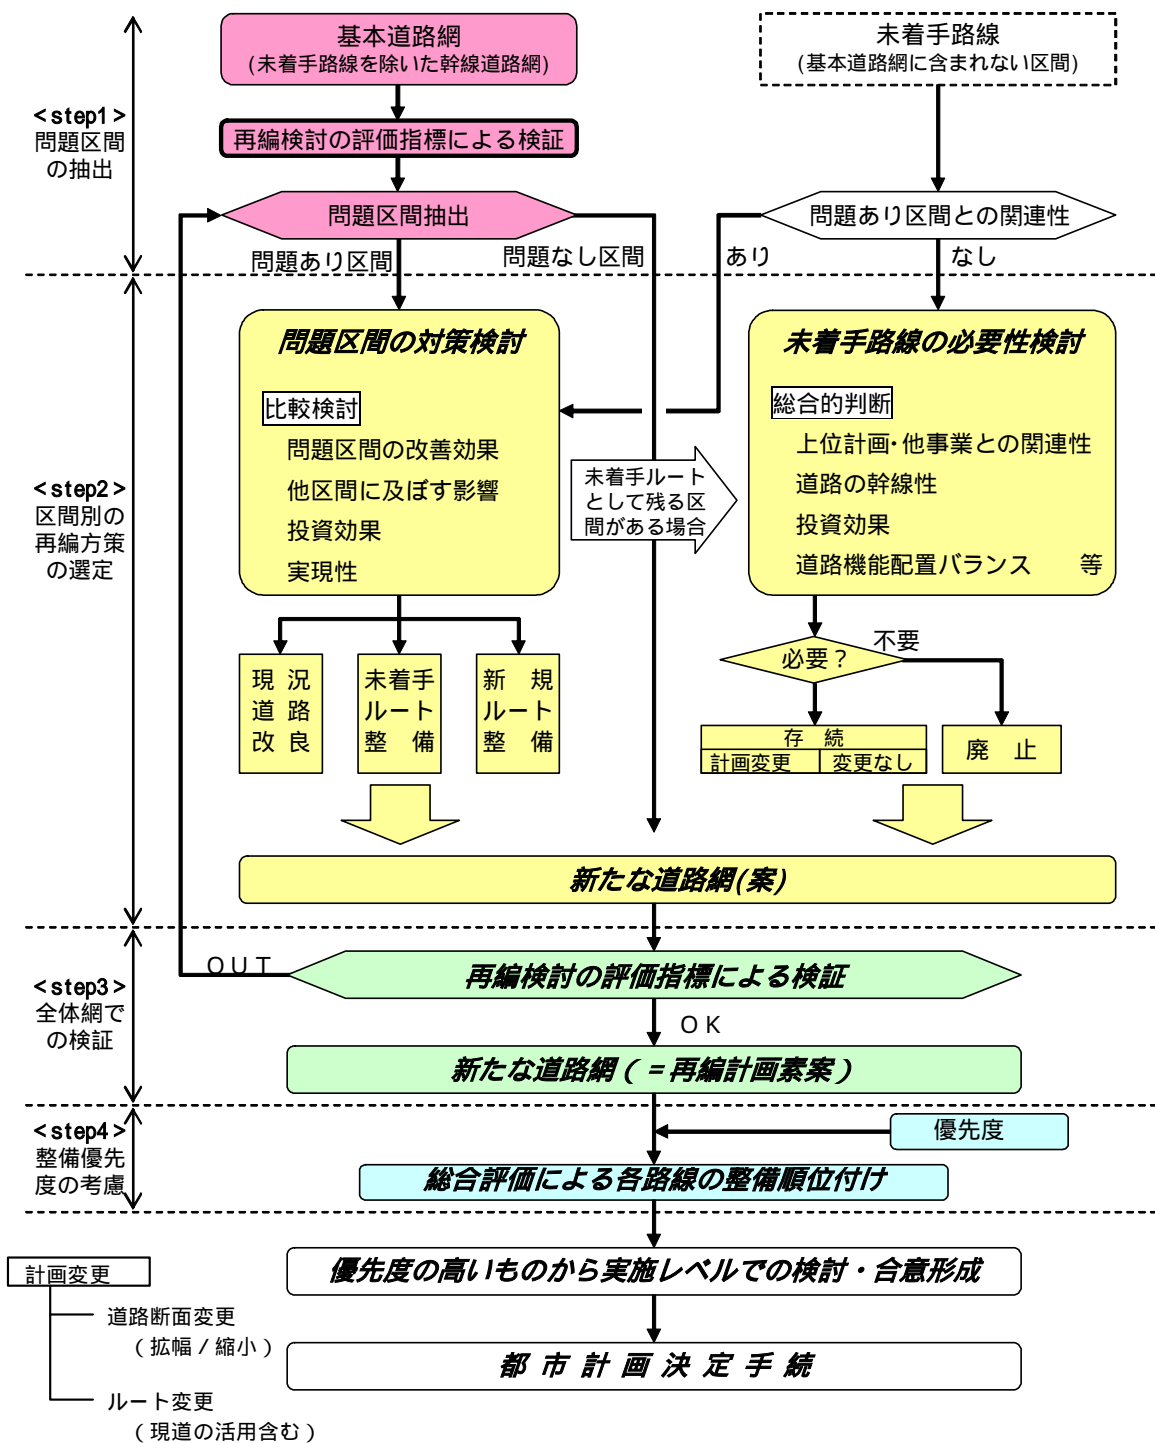 基本道路網
(未着手路線を除いた幹線道路網)
未着手路線
(基本道路網に含まれない区間)
<step1>
問題区間
の抽出
再編検討の評価指標による検証
問題区間抽出
問題あり区間との関連性
問題あり区間
問題なし区間
あり
なし
<step2>
区間別の
再編方策
の選定
問題区間の対策検討
比較検討
問題区間の改善効果
他区間に及ぼす影響
投資効果
実現性
未着手ルート
として残る区
間がある場合
未着手路線の必要性検討
総合的判断
上位計画・他事業との関連性
道路の幹線性
投資効果
道路機能配置バランス 等
現 況
道 路
改 良
未着手
ルート
整 備
新 規
ルート
整 備
必要？
不要
存 続
計画変更 変更なし
廃 止
新たな道路網(案)
<step3>
全体網で
の検証
ＯＵＴ
再編検討の評価指標による検証
ＯＫ
新たな道路網（＝再編計画素案）
<step4>
整備優先
度の考慮
優先度
総合評価による各路線の整備順位付け
優先度の高いものから実施レベルでの検討・合意形成
都 市 計 画 決 定 手 続
計画変更
道路断面変更
（拡幅／縮小）
ルート変更
（現道の活用含む）